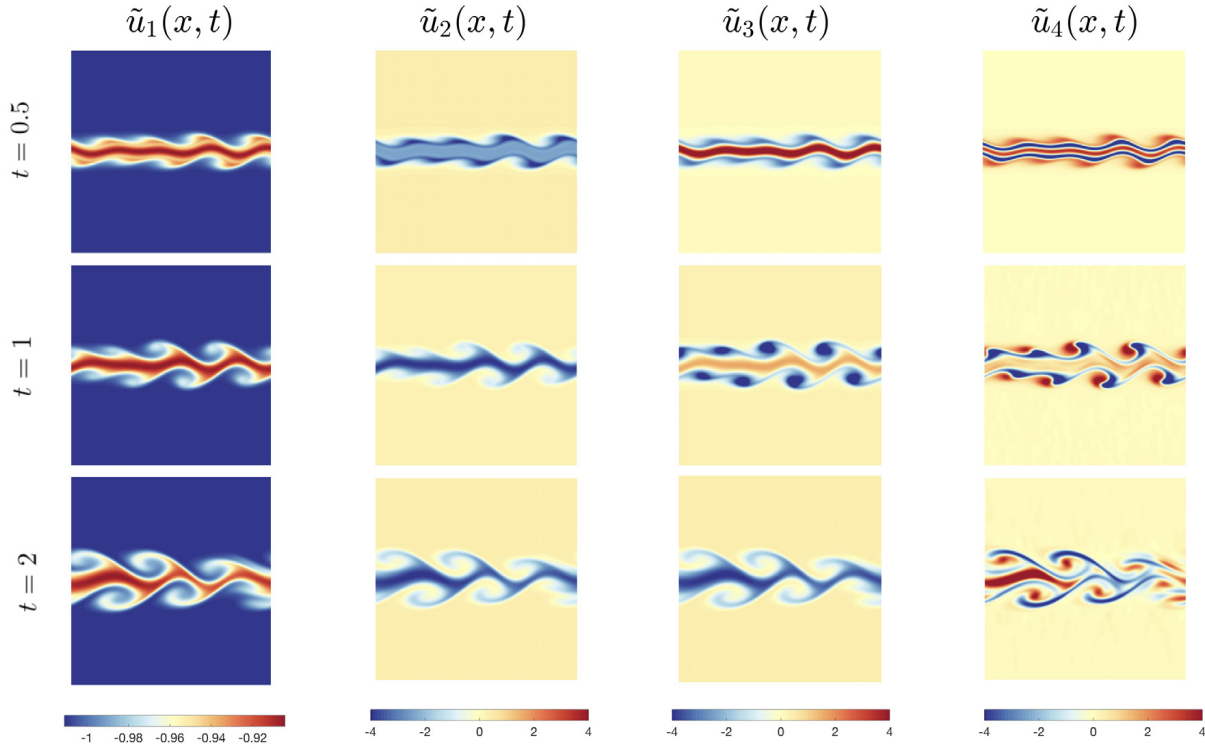 ũ₁(x, t) ũ₂(x, t) ũ₃(x, t) ũ₄(x, t)
t = 0.5
t = 1
t = 2
-1 -0.98 -0.96 -0.94 -0.92
-4 -2 0 2 4
-4 -2 0 2 4
-4 -2 0 2 4